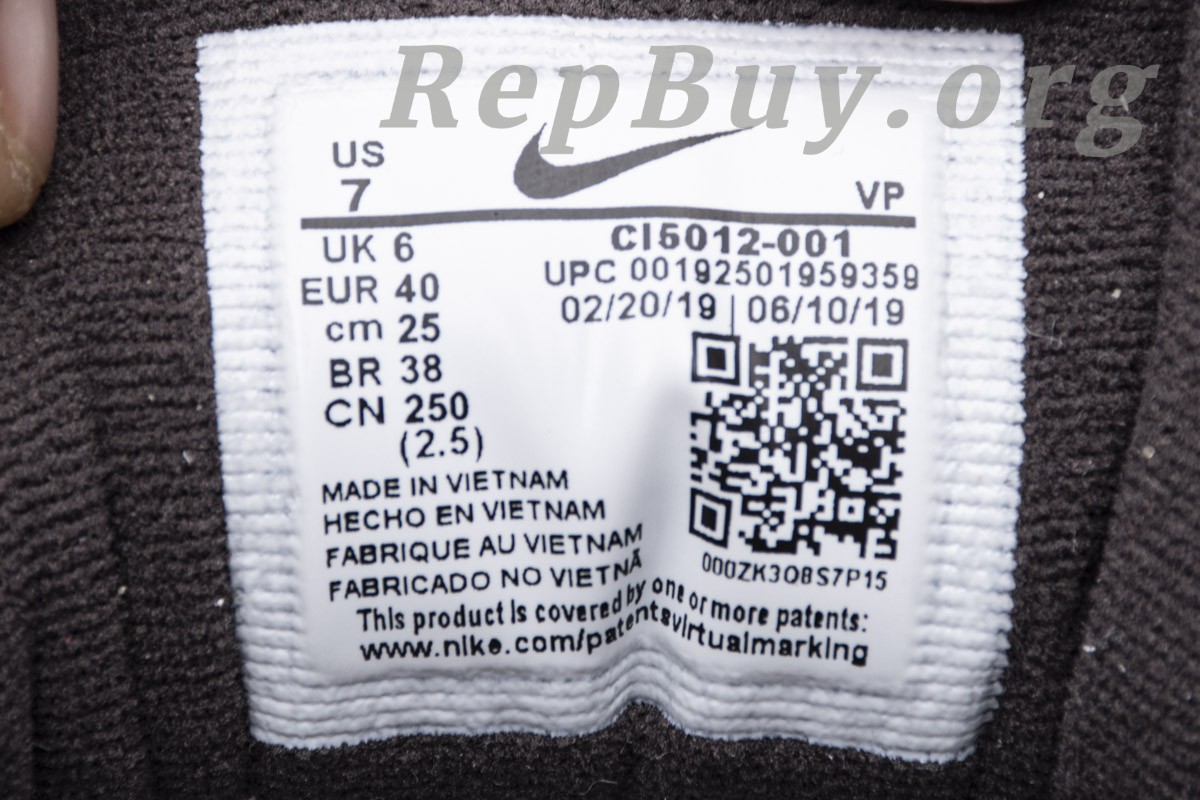 RepBuy.org
US
7
VP
UK 6
EUR 40
cm 25
BR 38
CN 250
(2.5)
CI5012-001
UPC 00192501959359
02/20/19 | 06/10/19
000ZK3O8S7P15
MADE IN VIETNAM
HECHO EN VIETNAM
FABRIQUE AU VIETNAM
FABRICADO NO VIETNÃ
This product is covered by one or more patents:
www.nike.com/patentsvirtualmarking